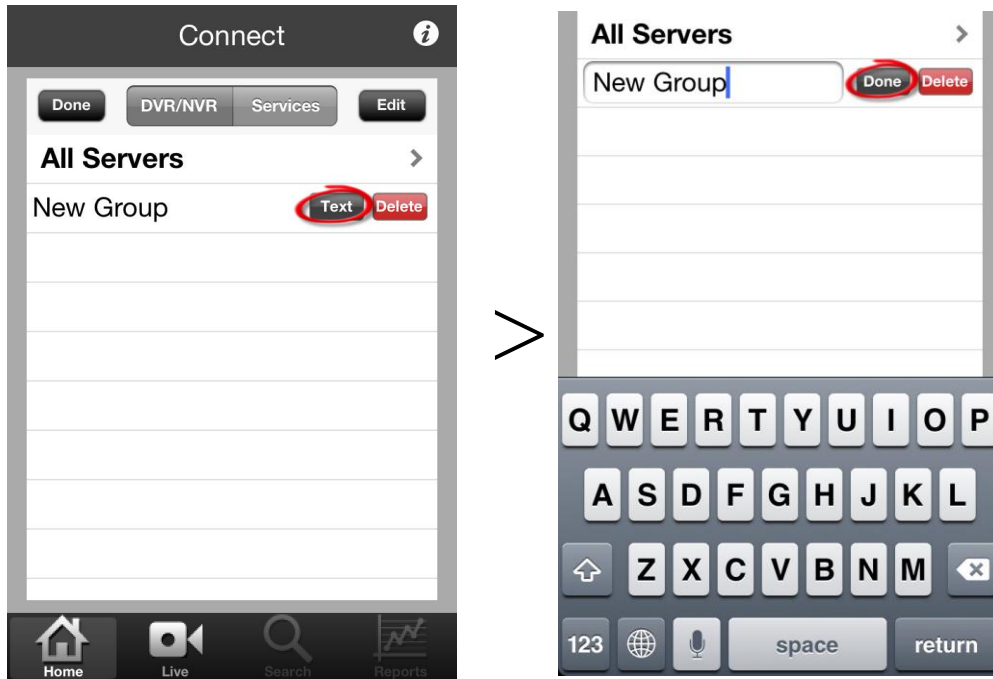 Connect
Done DVR/NVR Services Edit
All Servers
New Group Text Delete
Home Live Search Reports
>
All Servers
New Group Done Delete
Q W E R T Y U I O P
A S D F G H J K L
Z X C V B N M
123 space return